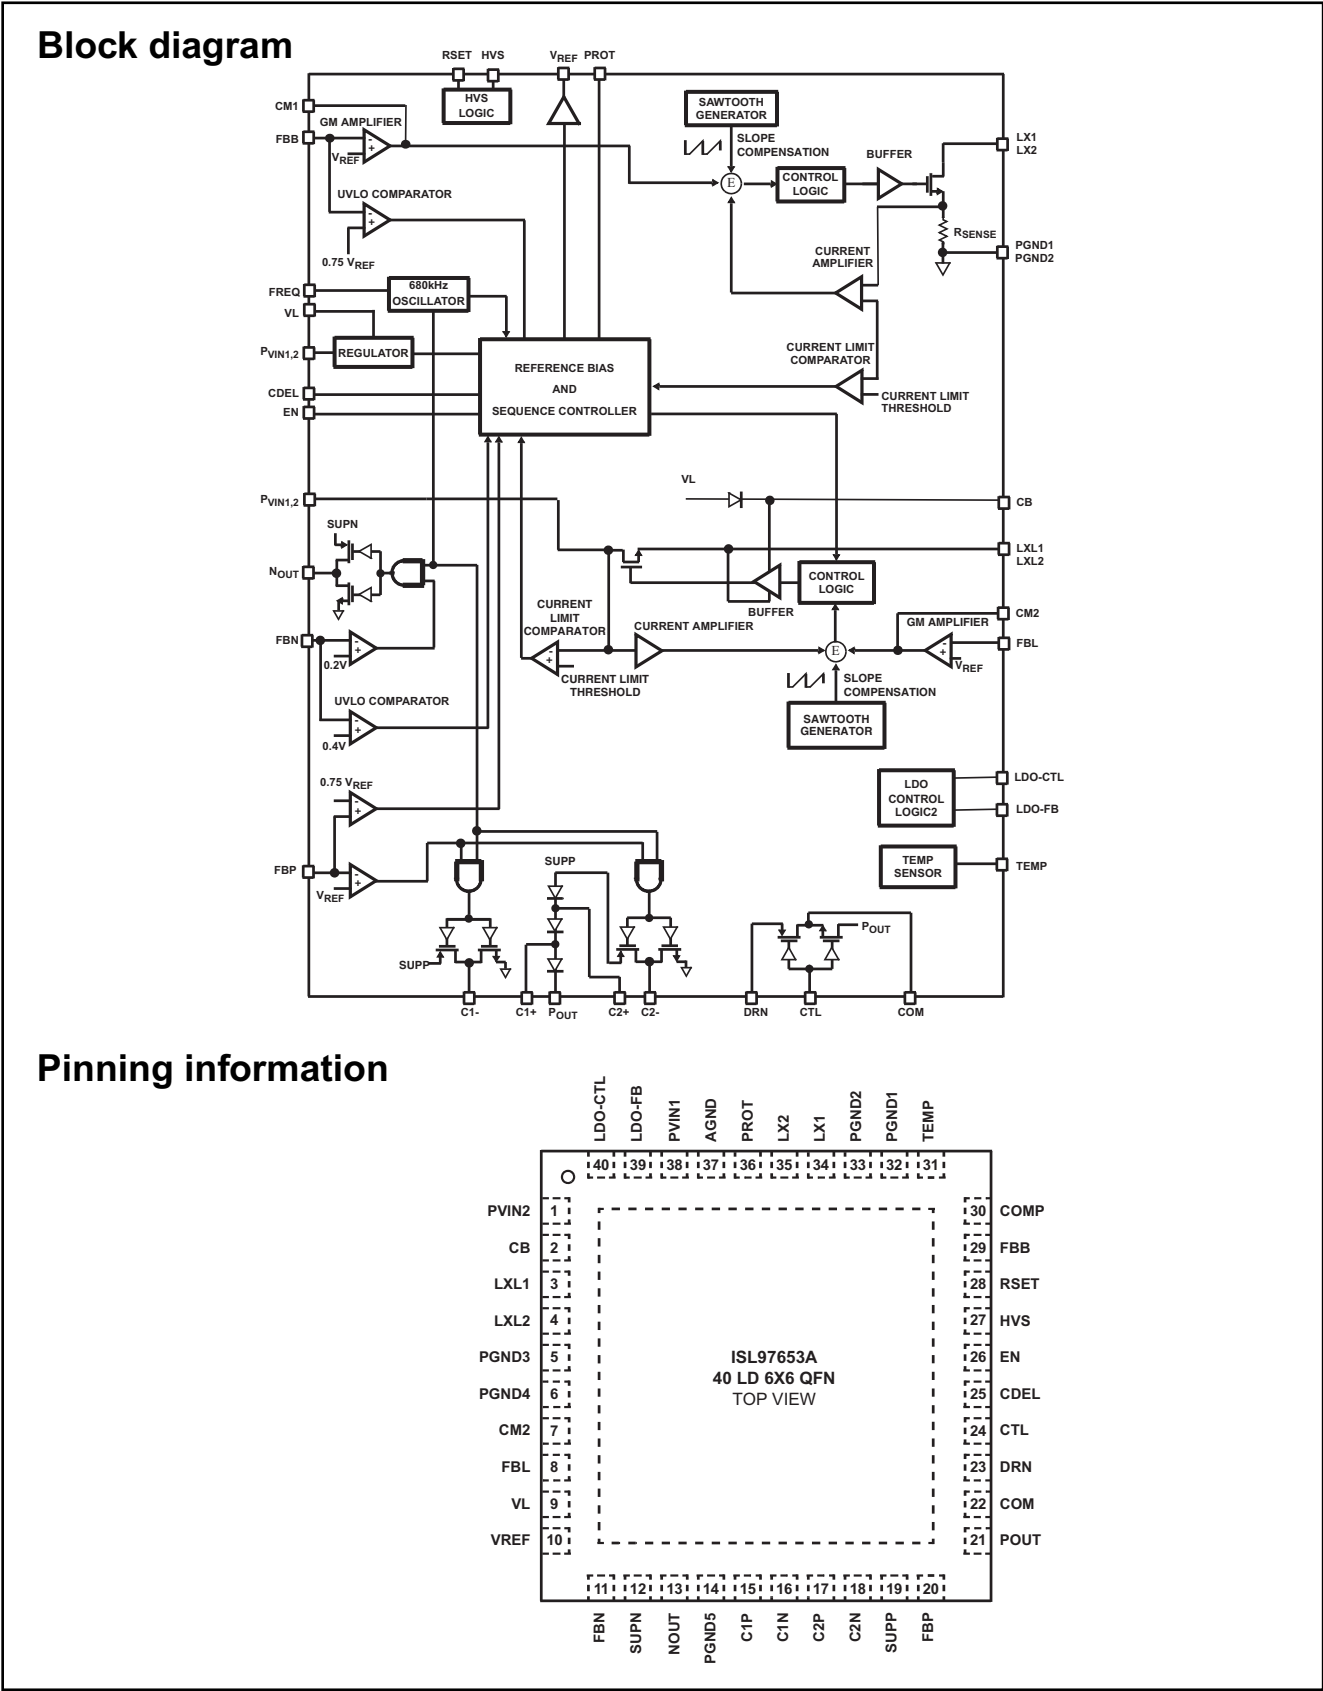 Block diagram
RSET HVS VREF PROT
HVS
LOGIC
SAWTOOTH
GENERATOR
CM1
GM AMPLIFIER
FBB
VREF
SLOPE
COMPENSATION
BUFFER
LX1
LX2
E
CONTROL
LOGIC
UVLO COMPARATOR
0.75 VREF
RSENSE
PGND1
PGND2
CURRENT
AMPLIFIER
FREQ
680kHz
OSCILLATOR
VL
PVIN1,2
REGULATOR
REFERENCE BIAS
AND
SEQUENCE CONTROLLER
CURRENT LIMIT
COMPARATOR
CURRENT LIMIT
THRESHOLD
CDEL
EN
VL
PVIN1,2
CB
SUPN
NOUT
LXL1
LXL2
CONTROL
LOGIC
BUFFER
CURRENT
LIMIT
COMPARATOR
CURRENT AMPLIFIER
GM AMPLIFIER
CM2
FBL
VREF
FBN
0.2V
E
CURRENT LIMIT
THRESHOLD
SLOPE
COMPENSATION
UVLO COMPARATOR
0.4V
SAWTOOTH
GENERATOR
0.75 VREF
LDO
CONTROL
LOGIC2
LDO-CTL
LDO-FB
FBP
VREF
SUPP
TEMP
SENSOR
TEMP
SUPP
POUT
C1- C1+ POUT C2+ C2- DRN CTL COM
Pinning information
LDO-CTL LDO-FB PVIN1 AGND PROT LX2 LX1 PGND2 PGND1 TEMP
40 39 38 37 36 35 34 33 32 31
PVIN2 1 30 COMP
CB 2 29 FBB
LXL1 3 28 RSET
LXL2 4 27 HVS
PGND3 5 26 EN
PGND4 6 25 CDEL
CM2 7 24 CTL
FBL 8 23 DRN
VL 9 22 COM
VREF 10 21 POUT
ISL97653A
40 LD 6X6 QFN
TOP VIEW
11 12 13 14 15 16 17 18 19 20
FBN SUPN NOUT PGND5 C1P C1N C2P C2N SUPP FBP